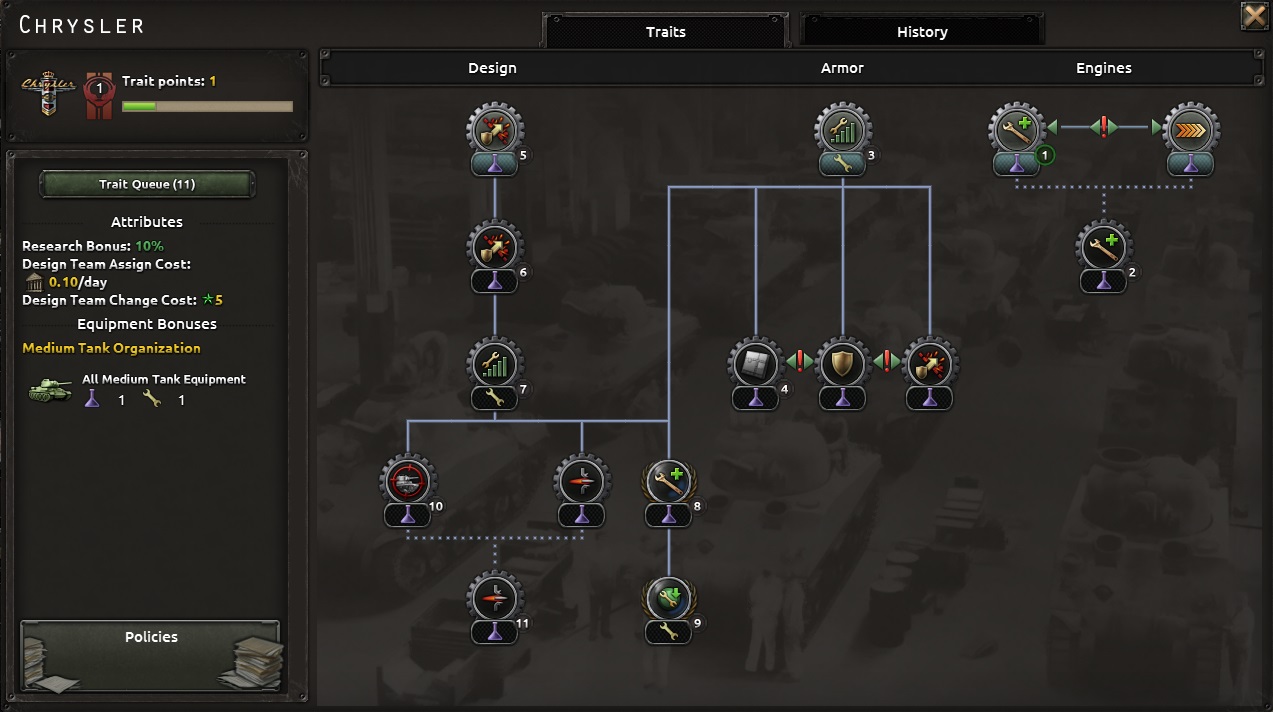 CHRYSLER
Traits
History
Design
Armor
Engines
Chrysler
1
Trait points: 1
Trait Queue (11)
Attributes
Research Bonus: 10%
Design Team Assign Cost:
0.10/day
Design Team Change Cost: 5
Equipment Bonuses
Medium Tank Organization
All Medium Tank Equipment
1 1
Policies
5
3
1
6
2
7
4
10
8
11
9